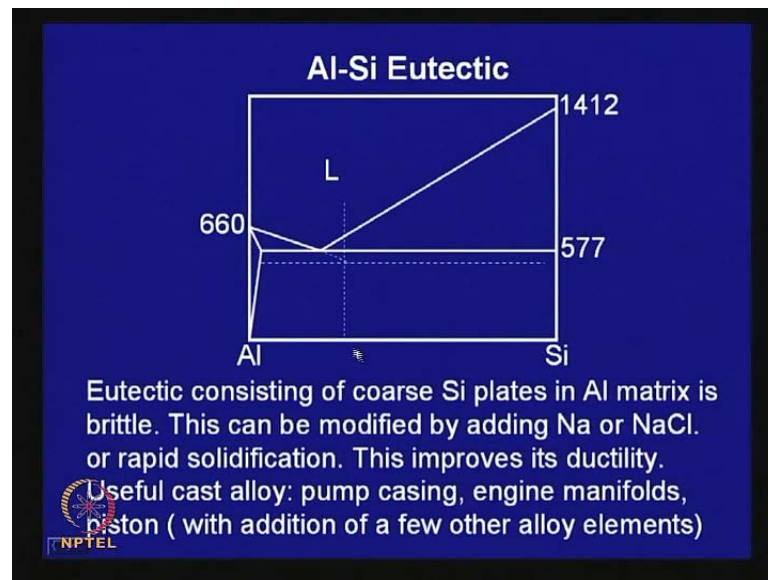 Al-Si Eutectic
1412
L
660
577
Al
Si
Eutectic consisting of coarse Si plates in Al matrix is
brittle. This can be modified by adding Na or NaCl.
or rapid solidification. This improves its ductility.
Useful cast alloy: pump casing, engine manifolds,
piston ( with addition of a few other alloy elements)
NPTEL